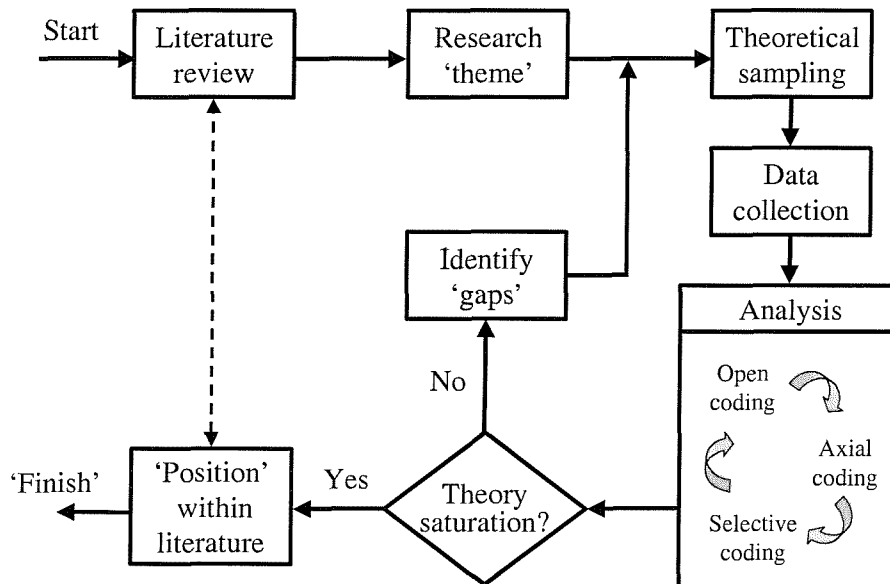 Start
Literature
review
Research
‘theme’
Theoretical
sampling
Data
collection
Identify
‘gaps’
Analysis
Open
coding
Axial
coding
Selective
coding
No
Theory
saturation?
Yes
‘Position’
within
literature
‘Finish’